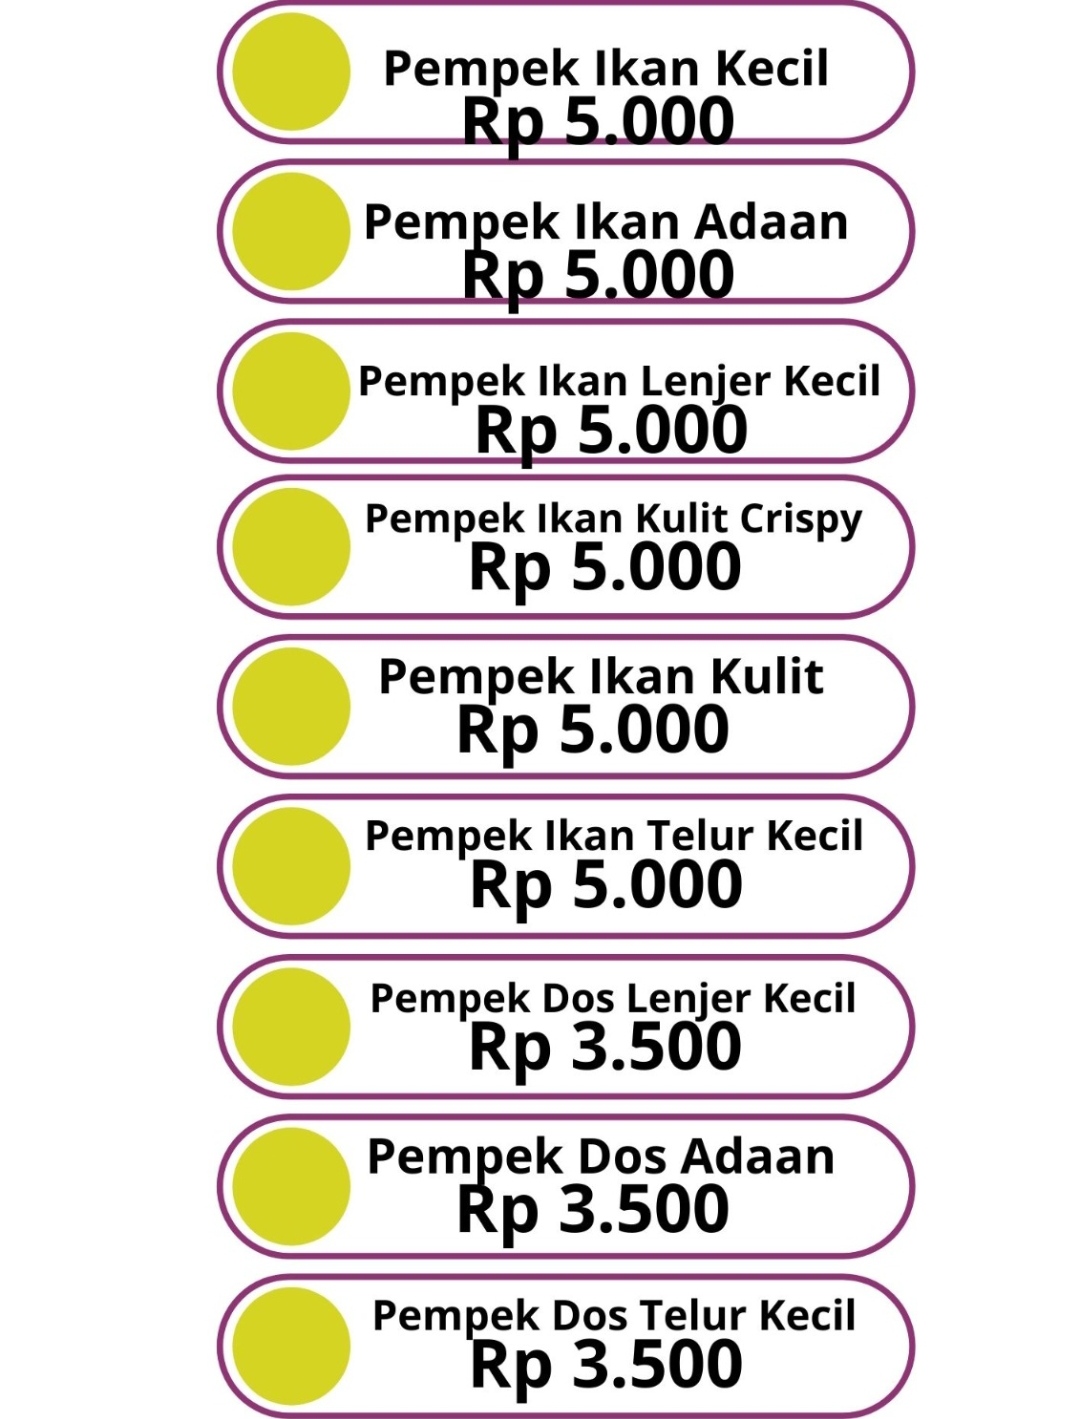 Pempek Ikan Kecil
Rp 5.000
Pempek Ikan Adaan
Rp 5.000
Pempek Ikan Lenjer Kecil
Rp 5.000
Pempek Ikan Kulit Crispy
Rp 5.000
Pempek Ikan Kulit
Rp 5.000
Pempek Ikan Telur Kecil
Rp 5.000
Pempek Dos Lenjer Kecil
Rp 3.500
Pempek Dos Adaan
Rp 3.500
Pempek Dos Telur Kecil
Rp 3.500